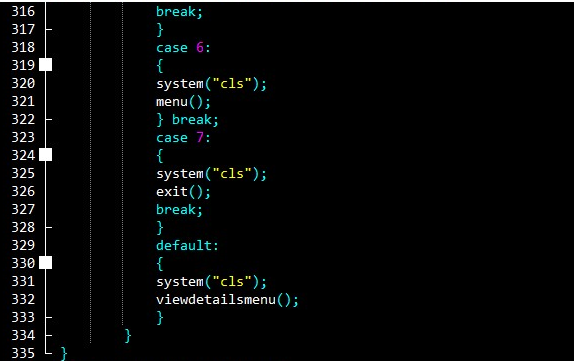 316 break;
317 }
318 case 6:
319 {
320 system("cls");
321 menu();
322 } break;
323 case 7:
324 {
325 system("cls");
326 exit();
327 break;
328 }
329 default:
330 {
331 system("cls");
332 viewdetailsmenu();
333 }
334 }
335 }